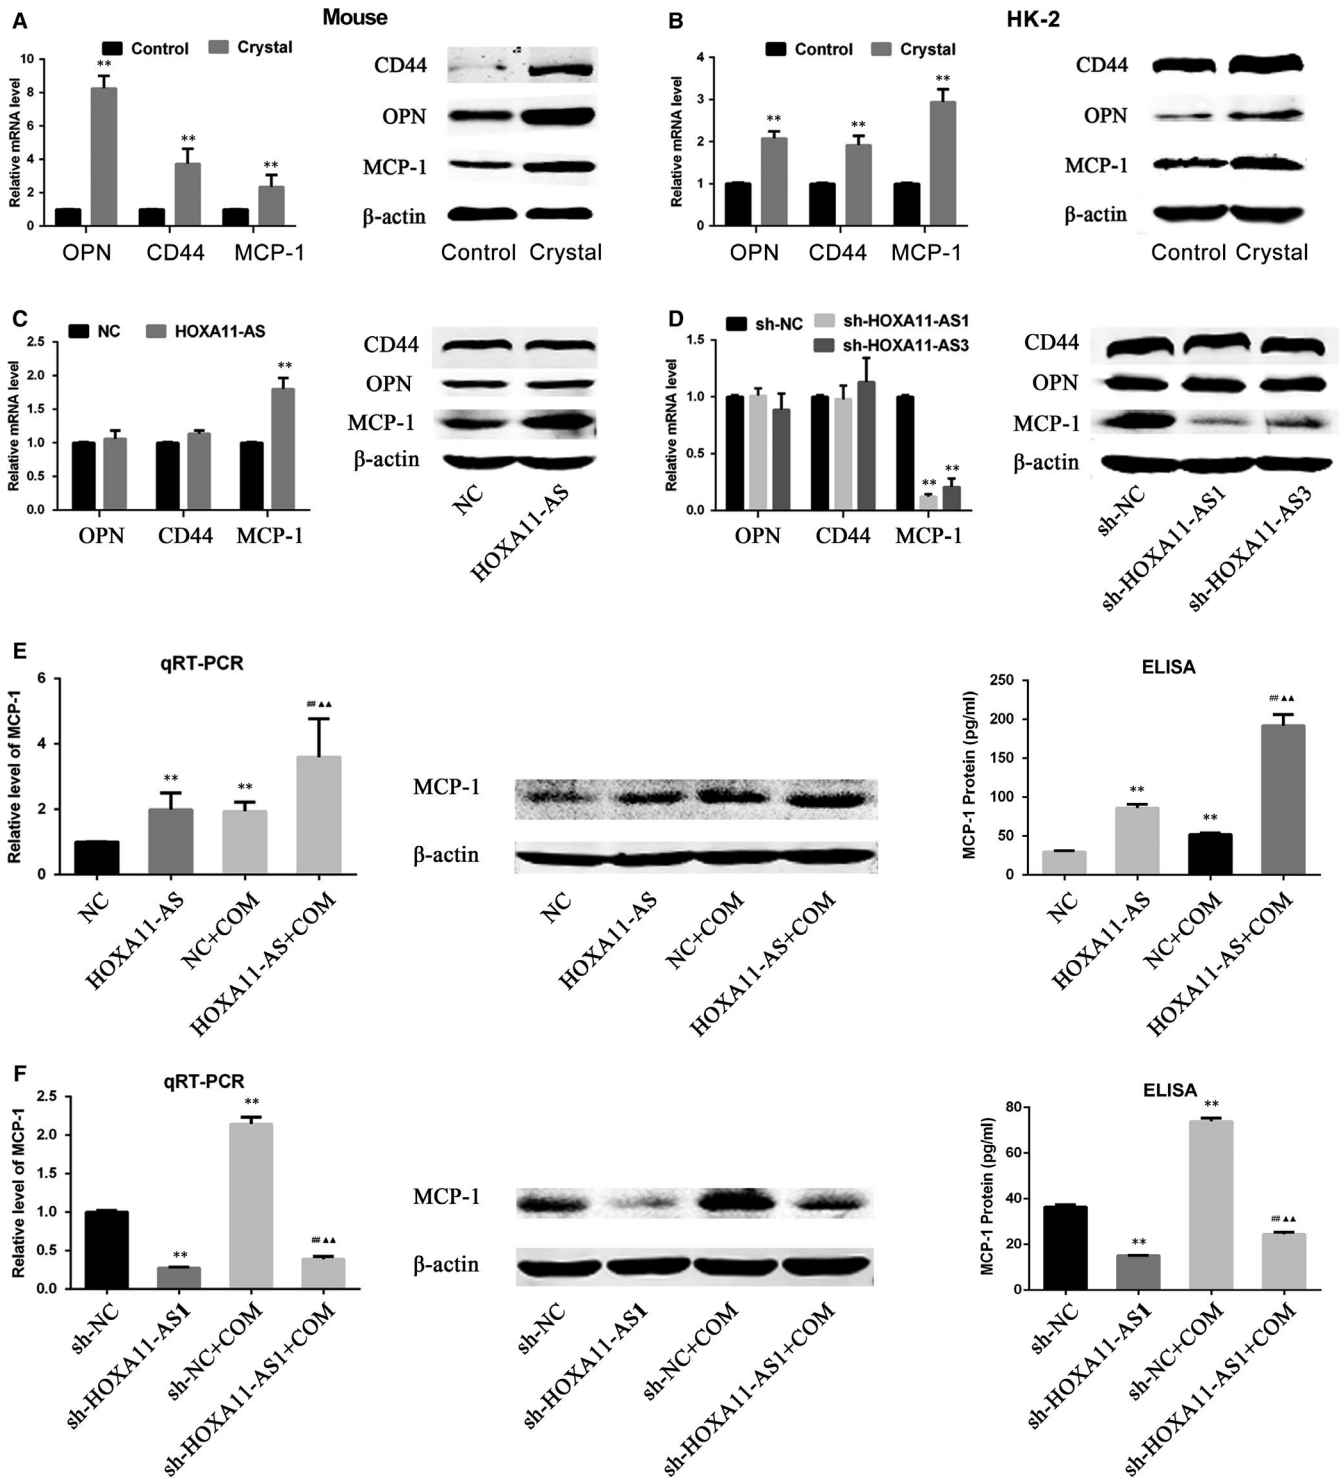 A
Mouse
Control Crystal
Relative mRNA level
10
8
6
4
2
0
**
**
**
OPN CD44 MCP-1
CD44
OPN
MCP-1
β-actin
Control Crystal
B
HK-2
Control Crystal
Relative mRNA level
4
3
2
1
0
**
**
**
OPN CD44 MCP-1
CD44
OPN
MCP-1
β-actin
Control Crystal
C
NC HOXA11-AS
Relative mRNA level
2.5
2.0
1.5
1.0
0.5
0.0
**
OPN CD44 MCP-1
CD44
OPN
MCP-1
β-actin
NC
HOXA11-AS
D
sh-NC
sh-HOXA11-AS1
sh-HOXA11-AS3
Relative mRNA level
1.5
1.0
0.5
0.0
**
**
OPN CD44 MCP-1
CD44
OPN
MCP-1
β-actin
sh-NC
sh-HOXA11-AS1
sh-HOXA11-AS3
E
qRT-PCR
Relative level of MCP-1
6
4
2
0
**
**
##▲▲
NC
HOXA11-AS
NC+COM
HOXA11-AS+COM
MCP-1
β-actin
NC
HOXA11-AS
NC+COM
HOXA11-AS+COM
ELISA
MCP-1 Protein (pg/ml)
250
200
150
100
50
0
**
**
##▲▲
NC
HOXA11-AS
NC+COM
HOXA11-AS+COM
F
qRT-PCR
Relative level of MCP-1
2.5
2.0
1.5
1.0
0.5
0.0
**
**
##▲▲
sh-NC
sh-HOXA11-AS1
sh-NC+COM
sh-HOXA11-AS1+COM
MCP-1
β-actin
sh-NC
sh-HOXA11-AS1
sh-NC+COM
sh-HOXA11-AS1+COM
ELISA
MCP-1 Protein (pg/ml)
80
60
40
20
0
**
**
##▲▲
sh-NC
sh-HOXA11-AS1
sh-NC+COM
sh-HOXA11-AS1+COM